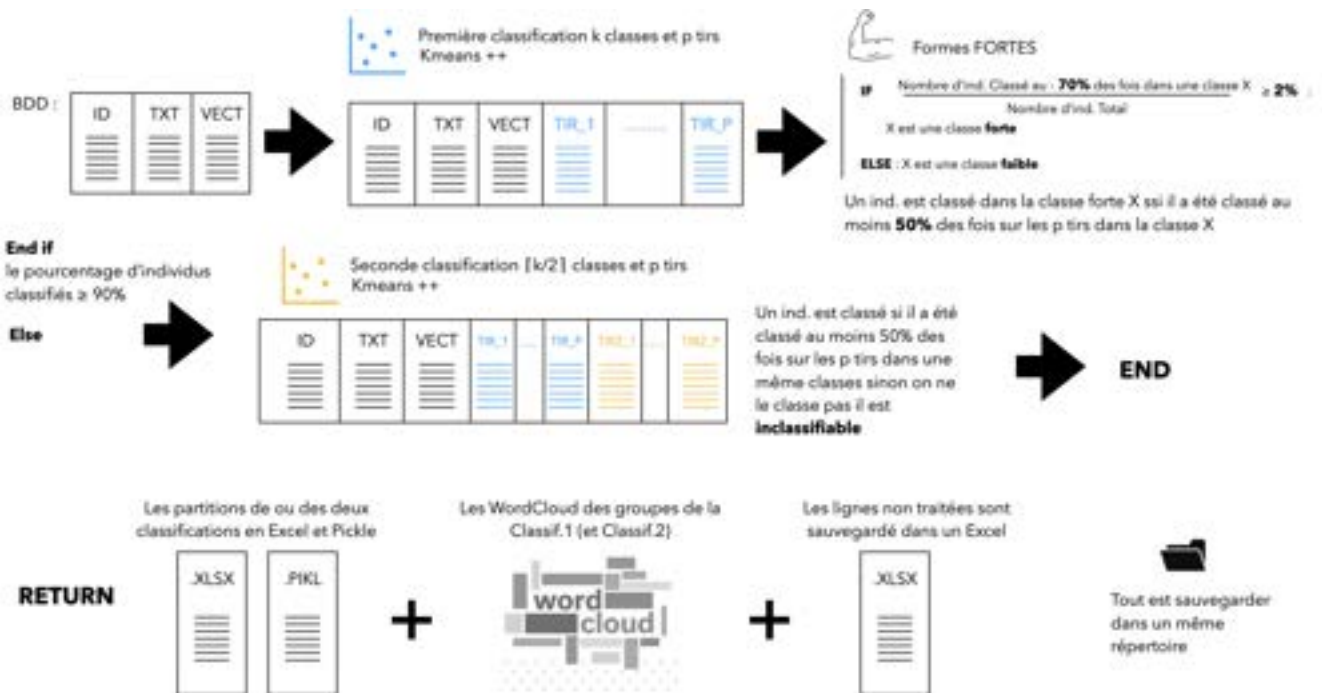 Première classification k classes et p tirs
Kmeans ++
Formes FORTES
BDD :
ID TXT VECT
ID TXT VECT TIR_1 ......... TIR_P
IF Nombre d'ind. Classé au : 70% des fois dans une classe X ≥ 2% :
Nombre d'ind. Total
X est une classe forte
ELSE : X est une classe faible
Un ind. est classé dans la classe forte X ssi il a été classé au
moins 50% des fois sur les p tirs dans la classe X
End if
le pourcentage d'individus
classifiés ≥ 90%
Else
Seconde classification ⌈k/2⌉ classes et p tirs
Kmeans ++
ID TXT VECT TIR_1 .... TIR_P TIR2_1 ...... TIR2_P
Un ind. est classé si il a été
classé au moins 50% des
fois sur les p tirs dans une
même classes sinon on ne
le classe pas il est
inclassifiable
END
Les partitions de ou des deux
classifications en Excel et Pickle
Les WordCloud des groupes de la
Classif.1 (et Classif.2)
Les lignes non traitées sont
sauvegardé dans un Excel
RETURN
.XLSX
.PIKL
+
word
cloud
+
.XLSX
Tout est sauvegarder
dans un même
répertoire